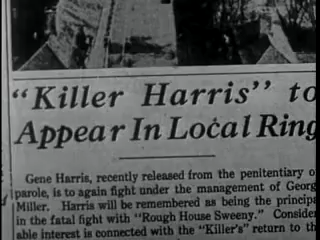 "Killer Harris" to
Appear In Local Ring
Gene Harris, recently released from the penitentiary o
parole, is to again fight under the management of Georg
Miller. Harris will be remembered as being the princip
in the fatal fight with "Rough House Sweeny." Consider
able interest is connected with the "Killer's" return to th